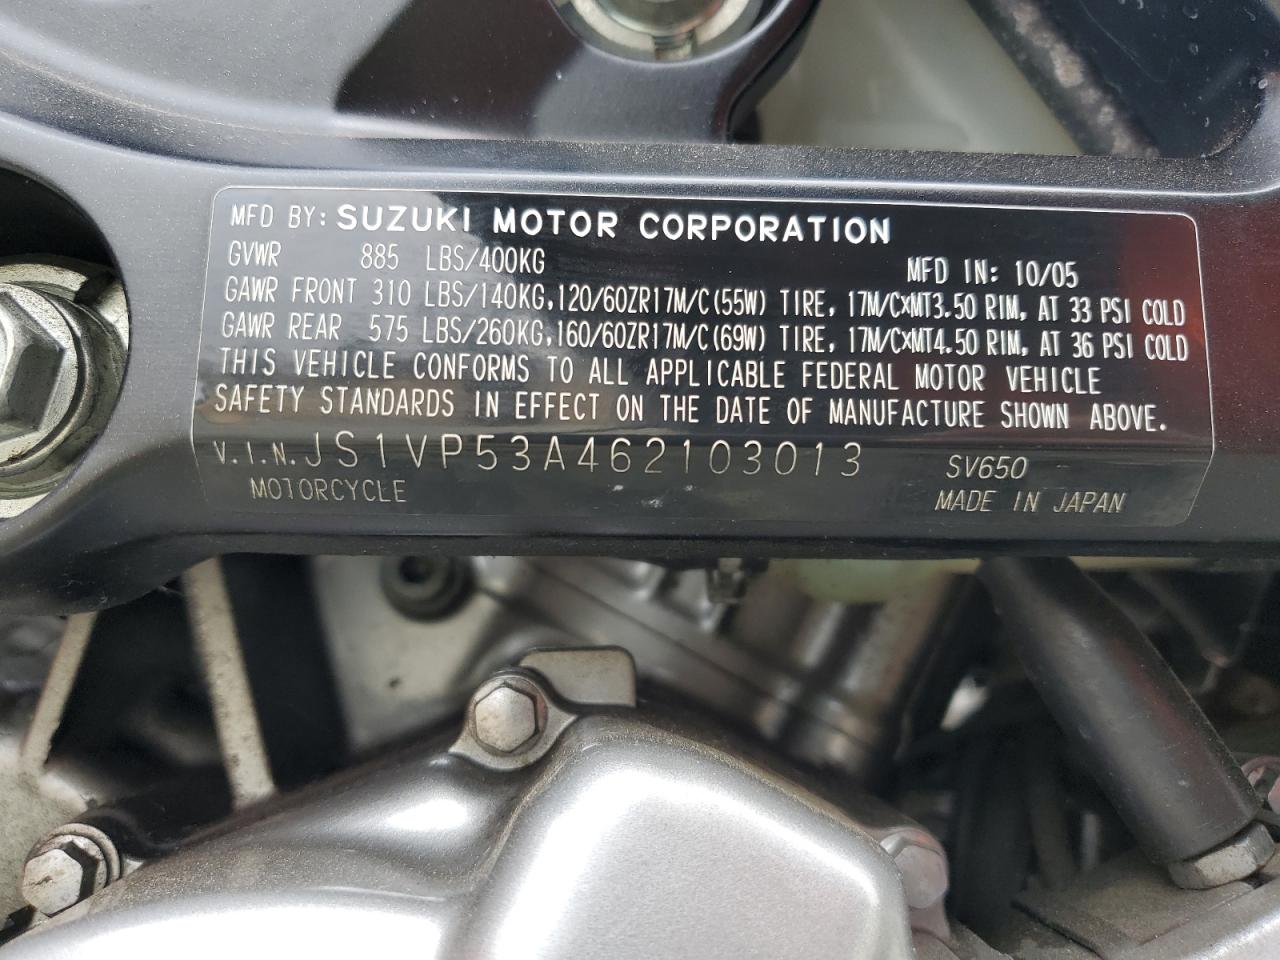 MFD BY: SUZUKI MOTOR CORPORATION
GVWR 885 LBS/400KG MFD IN: 10/05
GAWR FRONT 310 LBS/140KG,120/60ZR17M/C(55W) TIRE, 17M/C×MT3.50 RIM, AT 33 PSI COLD
GAWR REAR 575 LBS/260KG,160/60ZR17M/C(69W) TIRE, 17M/C×MT4.50 RIM, AT 36 PSI COLD
THIS VEHICLE CONFORMS TO ALL APPLICABLE FEDERAL MOTOR VEHICLE
SAFETY STANDARDS IN EFFECT ON THE DATE OF MANUFACTURE SHOWN ABOVE.
V.I.N. JS1VP53A462103013 SV650
MOTORCYCLE MADE IN JAPAN